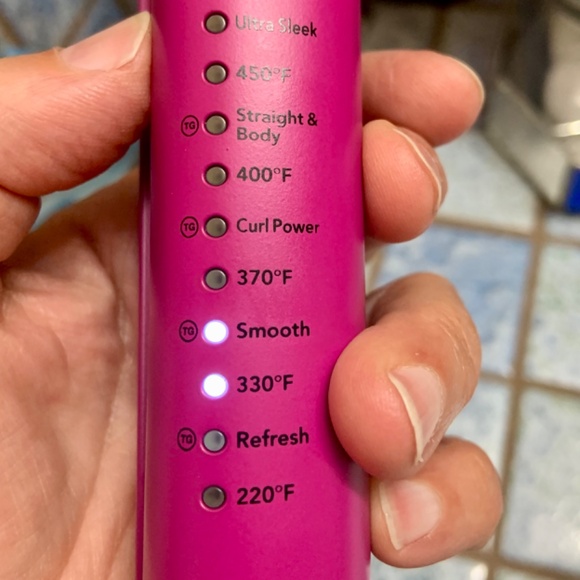 Ultra Sleek
450°F
TG Straight &
Body
400°F
TG Curl Power
370°F
TG Smooth
330°F
TG Refresh
220°F